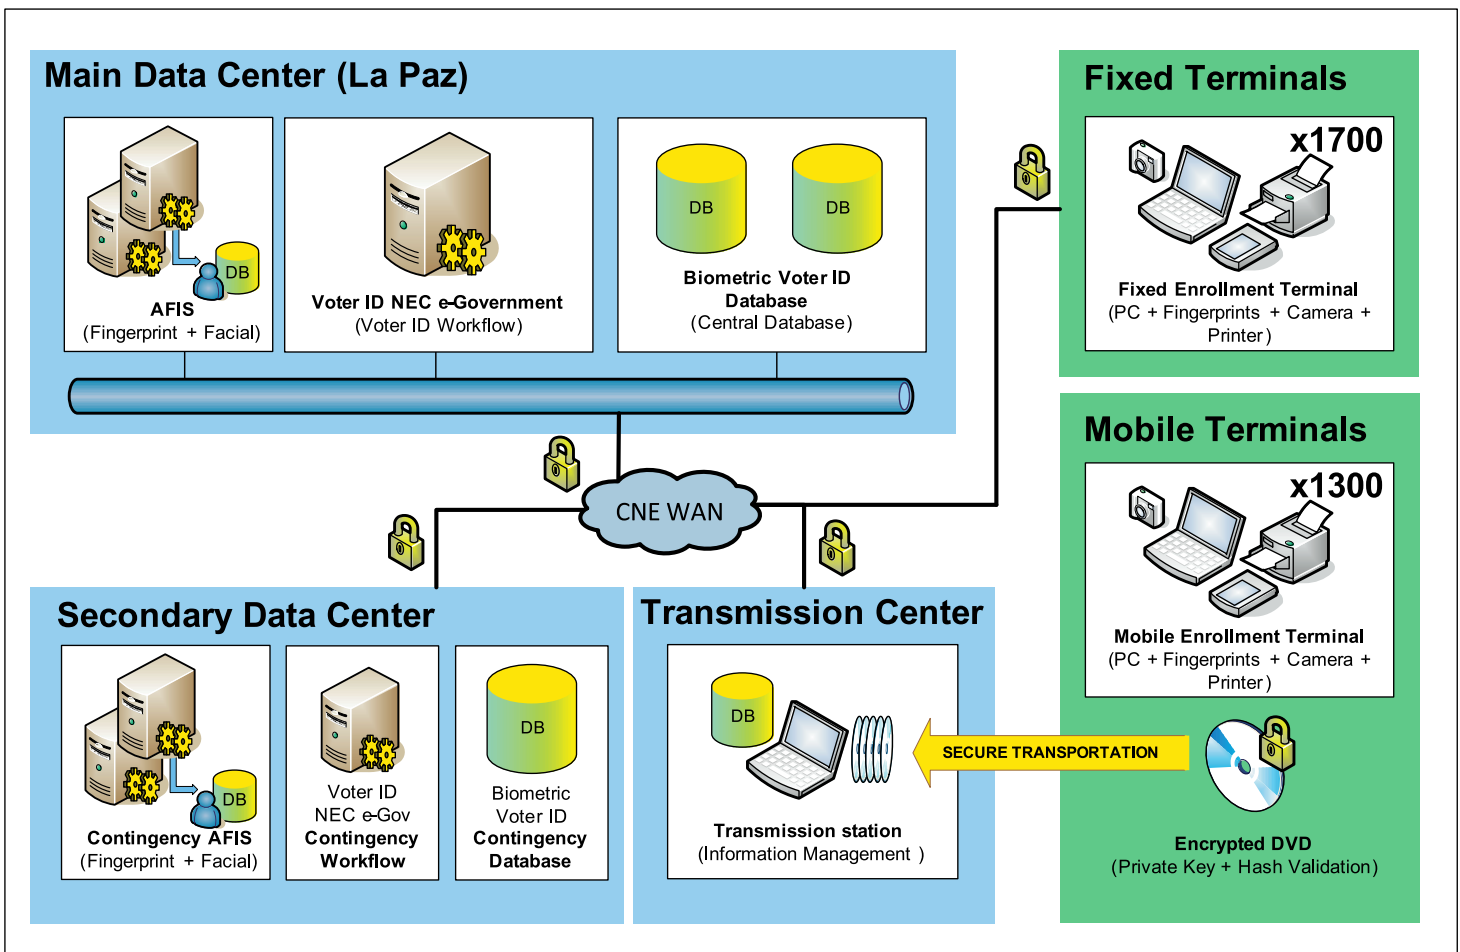 Main Data Center (La Paz)
AFIS
(Fingerprint + Facial)
DB
Voter ID NEC e-Government
(Voter ID Workflow)
DB
DB
Biometric Voter ID
Database
(Central Database)
Fixed Terminals
x1700
Fixed Enrollment Terminal
(PC + Fingerprints + Camera +
Printer)
CNE WAN
Mobile Terminals
x1300
Mobile Enrollment Terminal
(PC + Fingerprints + Camera +
Printer)
Secondary Data Center
DB
Contingency AFIS
(Fingerprint + Facial)
Voter ID
NEC e-Gov
Contingency
Workflow
DB
Biometric
Voter ID
Contingency
Database
Transmission Center
DB
Transmission station
(Information Management )
SECURE TRANSPORTATION
Encrypted DVD
(Private Key + Hash Validation)